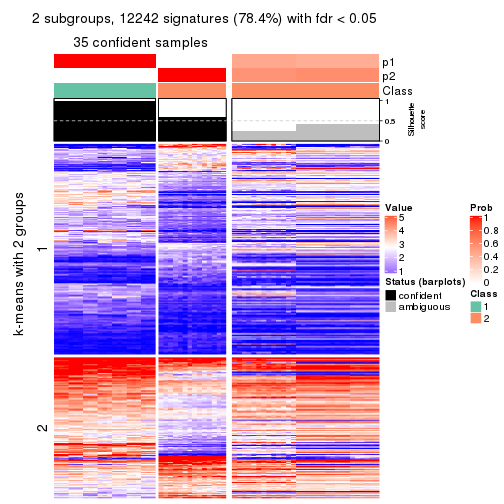 2 subgroups, 12242 signatures (78.4%) with fdr < 0.05
35 confident samples
p1
p2
Class
1
0.5
0
Silhouette
score
k-means with 2 groups
1
2
Value
5
4
3
2
1
Prob
1
0.8
0.6
0.4
0.2
0
Status (barplots)
confident
ambiguous
Class
1
2